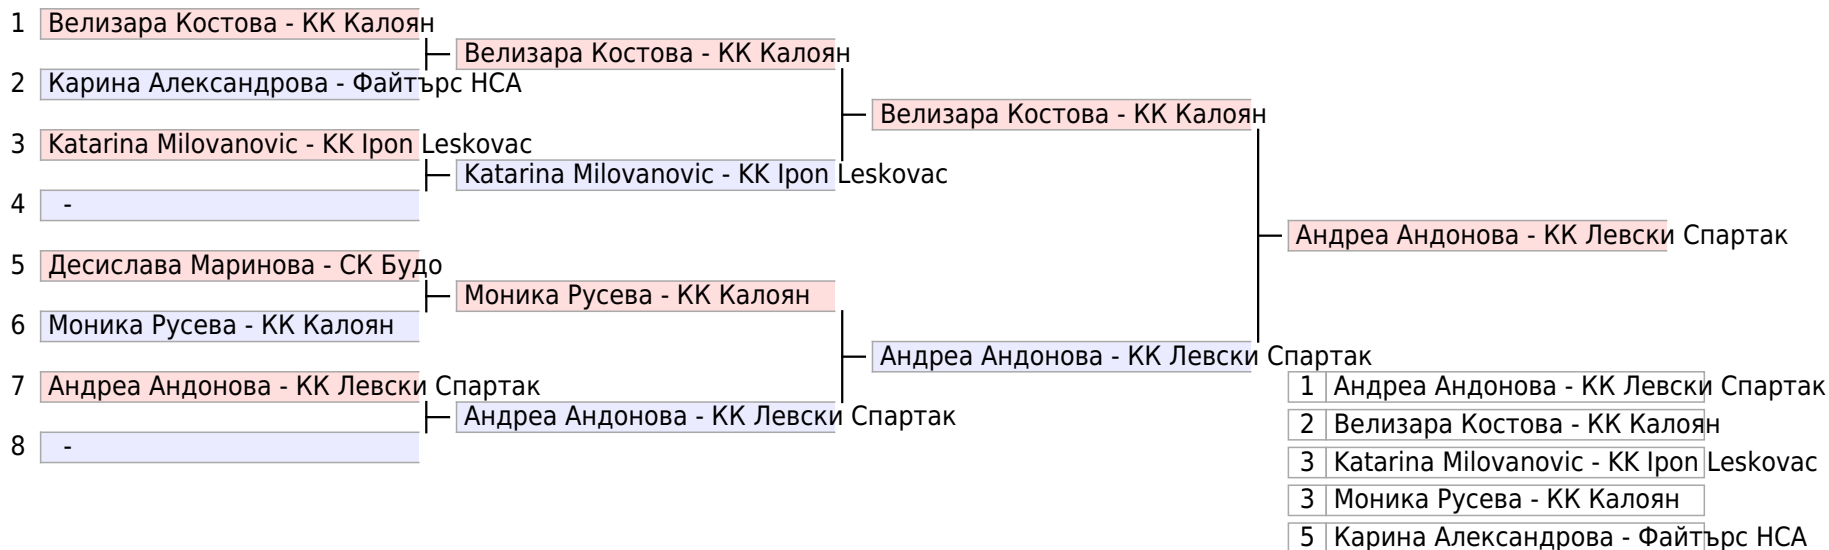 1 Велизара Костова - КК Калоян
Велизара Костова - КК Калоян
2 Карина Александрова - Файтърс НСА
Велизара Костова - КК Калоян
3 Katarina Milovanovic - KK Ipon Leskovac
Katarina Milovanovic - KK Ipon Leskovac
4 -
Андреа Андонова - КК Левски Спартак
5 Десислава Маринова - СК Будо
Моника Русева - КК Калоян
6 Моника Русева - КК Калоян
Андреа Андонова - КК Левски Спартак
7 Андреа Андонова - КК Левски Спартак
Андреа Андонова - КК Левски Спартак
8 -
1 Андреа Андонова - КК Левски Спартак
2 Велизара Костова - КК Калоян
3 Katarina Milovanovic - KK Ipon Leskovac
3 Моника Русева - КК Калоян
5 Карина Александрова - Файтърс НСА